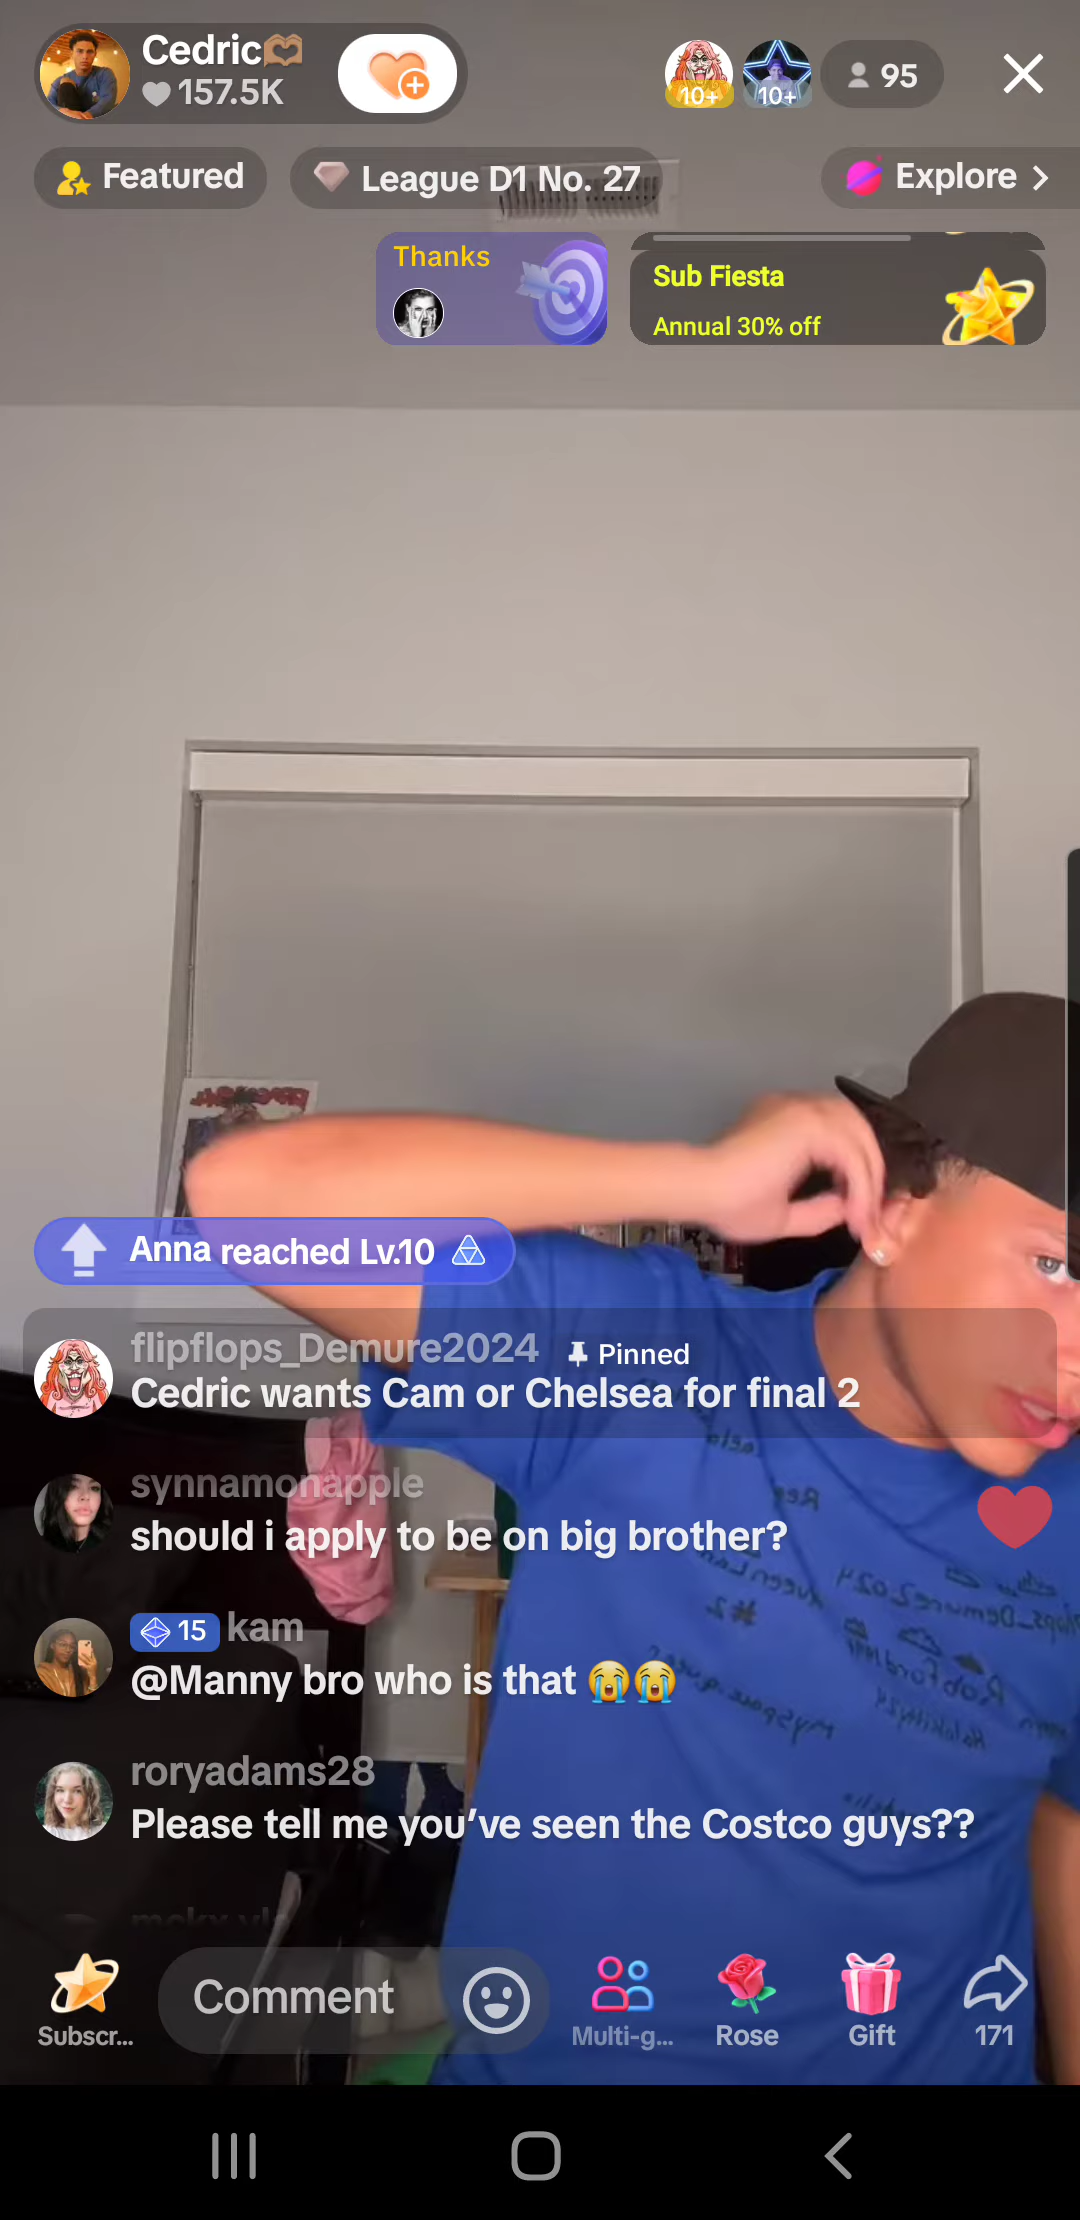 Cedric🫶🏽
157.5K
10+
10+
95
Featured
League D1 No. 27
Explore
Thanks
Sub Fiesta
Annual 30% off
Anna reached Lv.10
flipflops_Demure2024 Pinned
Cedric wants Cam or Chelsea for final 2
synnamonapple
should i apply to be on big brother?
15 kam
@Manny bro who is that 😭😭
roryadams28
Please tell me you’ve seen the Costco guys??
Subscr...
Comment
Multi-g...
Rose
Gift
171